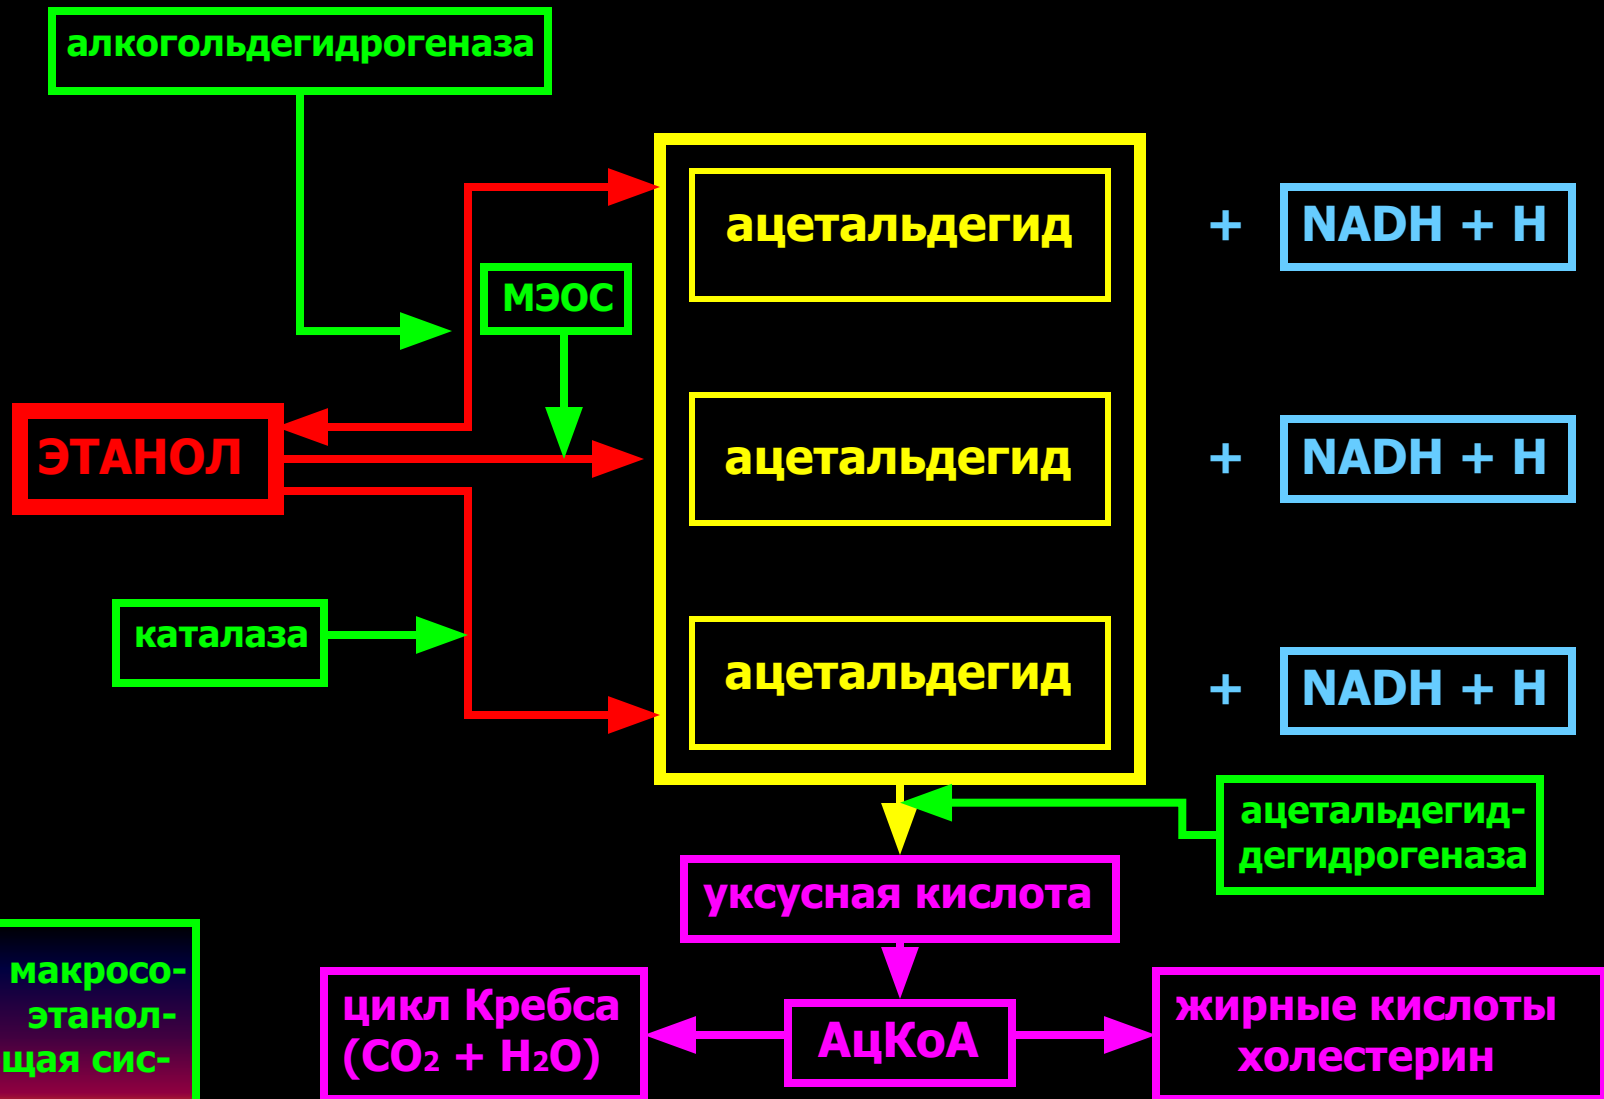 алкогольдегидрогеназа
ацетальдегид + NADH + H
МЭОС
ЭТАНОЛ
ацетальдегид + NADH + H
каталаза
ацетальдегид + NADH + H
ацетальдегид-
дегидрогеназа
уксусная кислота
макросо-
этанол-
щая сис-
цикл Кребса
(CO₂ + H₂O)
АцКоА
жирные кислоты
холестерин